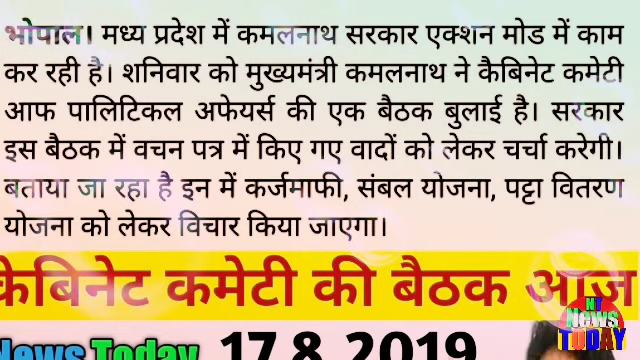 भोपाल। मध्य प्रदेश में कमलनाथ सरकार एक्शन मोड में काम
कर रही है। शनिवार को मुख्यमंत्री कमलनाथ ने कैबिनेट कमेटी
आफ पालिटिकल अफेयर्स की एक बैठक बुलाई है। सरकार
इस बैठक में वचन पत्र में किए गए वादों को लेकर चर्चा करेगी।
बताया जा रहा है इन में कर्जमाफी, संबल योजना, पट्टा वितरण
योजना को लेकर विचार किया जाएगा।
कैबिनेट कमेटी की बैठक आज
NT
News
TODAY
News Today 17.8.2019